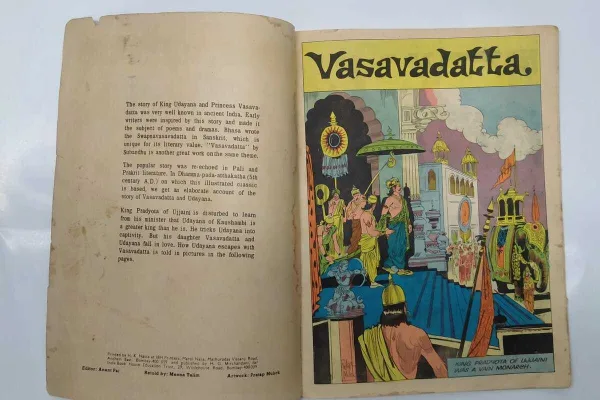 The story of King Udayana and Princess Vasava-
datta was very well known in ancient India. Early
writers were inspired by this story and made it
the subject of poems and dramas. Bhasa wrote
the Swapnavasavadatta in Sanskrit, which is
unique for its literary value. "Vasavadatta" by
Subandhu is another great work on the same theme.
The popular story was re-echoed in Pali and
Prakrit literature. In Dhamma-pada-atthakatha (5th
century A.D.) on which this illustrated classic
is based, we get an elaborate account of the
story of Vasavadatta and Udayana.
King Pradyota of Ujjaini is disturbed to learn
from his minister that Udayana of Kaushambi is
a greater king than he is. He tricks Udayana into
captivity. But his daughter Vasavadatta and
Udayana fall in love. How Udayana escapes with
Vasavadatta is told in pictures in the following
pages.
Editor: Anant Pai
Retold by: Meena Talim
Artwork: Pratap Mulick
Vasavadatta
KING PRADYOTA OF UJJAINI
WAS A VAIN MONARCH.